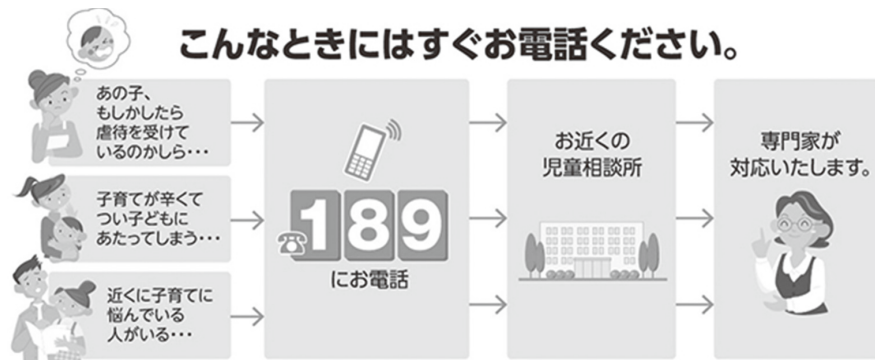 こんなときにはすぐお電話ください。
あの子、
もしかしたら
虐待を受けて
いるのかしら・・・
子育てが辛くて
つい子どもに
あたってしまう・・・
近くに子育てに
悩んでいる
人がいる・・・
189
にお電話
お近くの
児童相談所
専門家が
対応いたします。